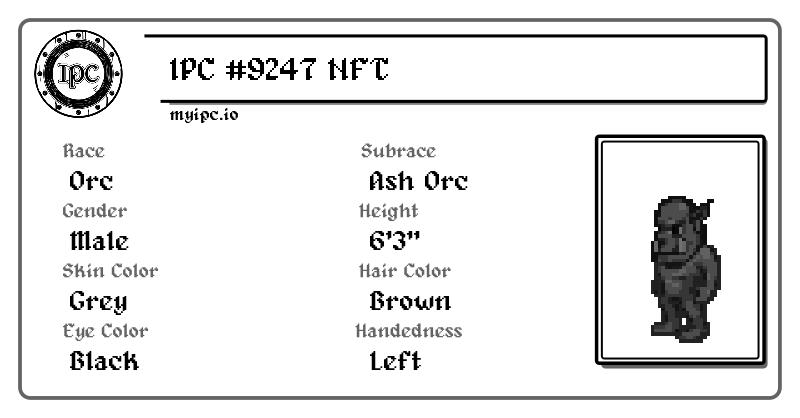 IPC
IPC #9247 NFT
myipc.io
Race
Subrace
Orc
Ash Orc
Gender
Height
Male
6'3"
Skin Color
Hair Color
Grey
Brown
Eye Color
Handedness
Black
Left